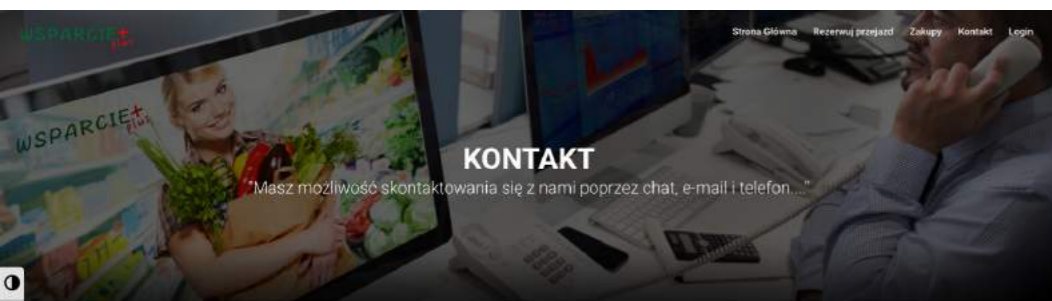 WSPARCIE+
plus
Strona Główna Rezerwuj przejazd Zakupy Kontakt Login
WSPARCIE+
plus
KONTAKT
"Masz możliwość skontaktowania się z nami poprzez chat, e-mail i telefon...."